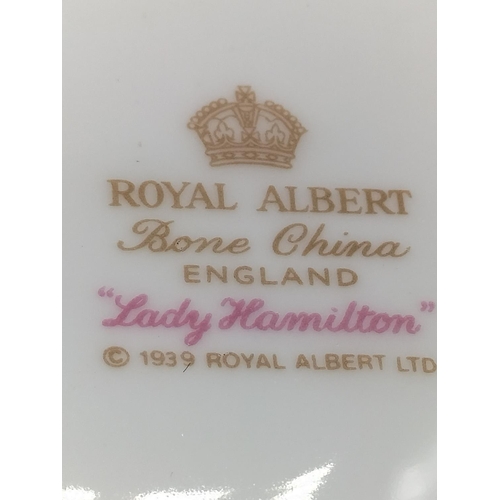 ROYAL ALBERT
Bone China
ENGLAND
"Lady Hamilton"
© 1939 ROYAL ALBERT LTD